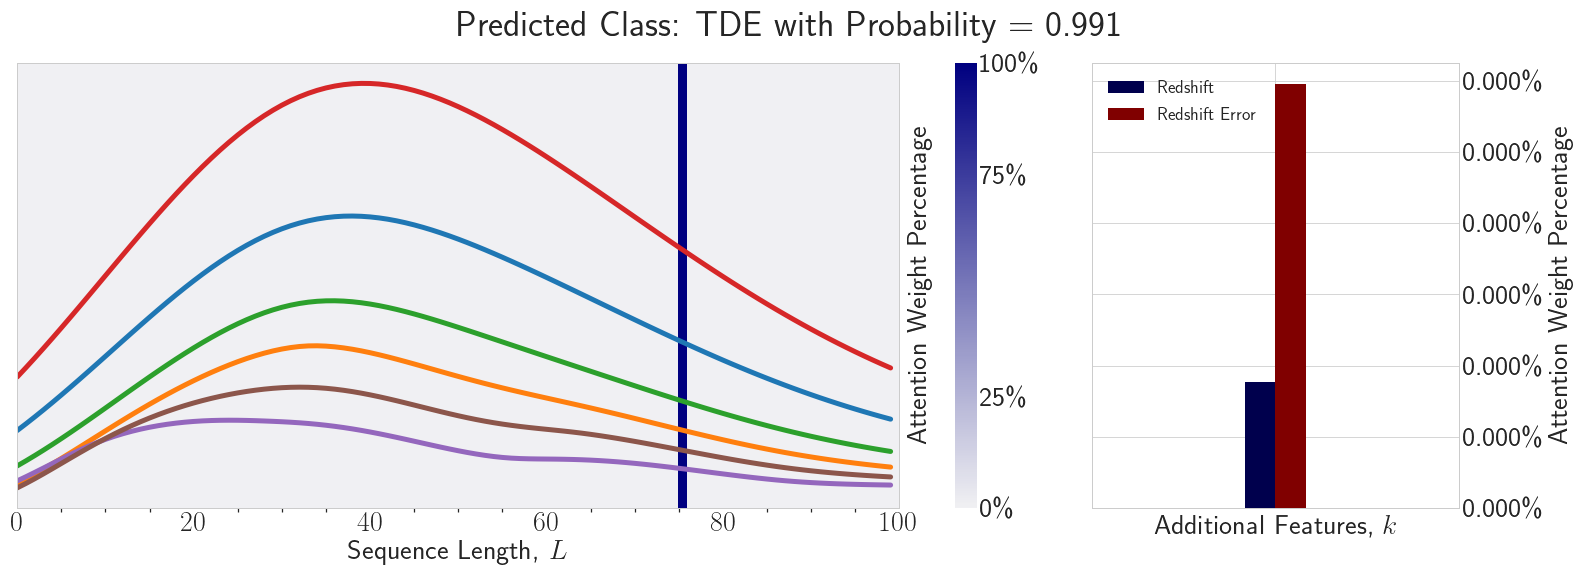 Predicted Class: TDE with Probability = 0.991
0
20
40
60
80
100
Sequence Length, L
100%
75%
25%
0%
Attention Weight Percentage
Redshift
Redshift Error
0.000%
0.000%
0.000%
0.000%
0.000%
0.000%
0.000%
Attention Weight Percentage
Additional Features, k